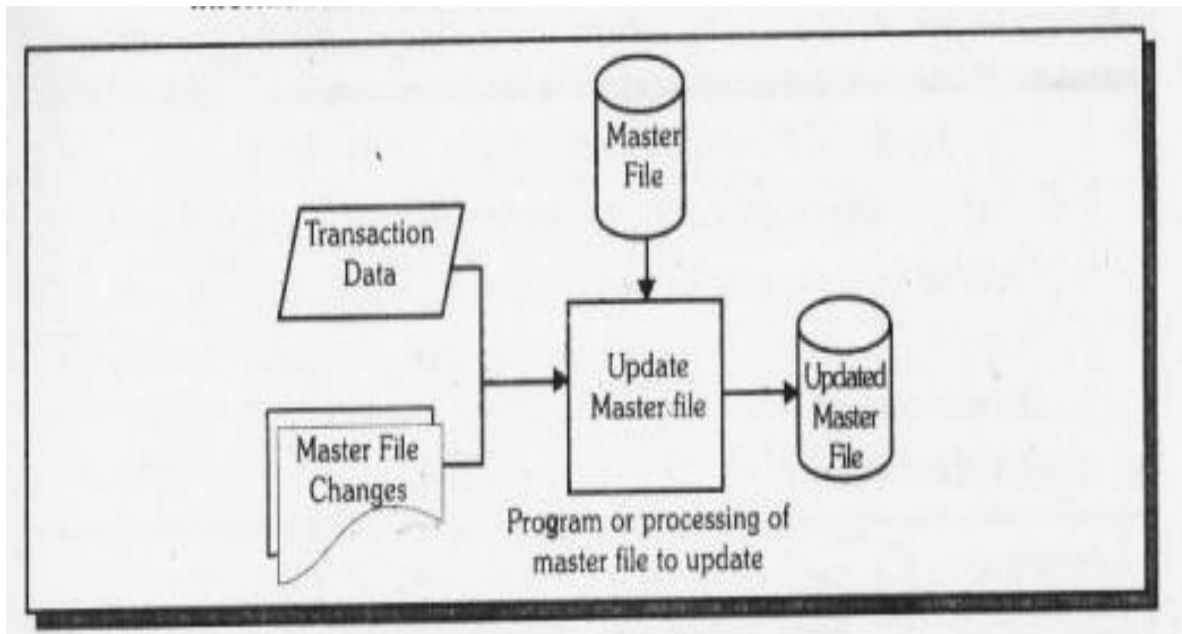 Master
File
Transaction
Data
Update
Master file
Updated
Master
File
Master File
Changes
Program or processing of
master file to update